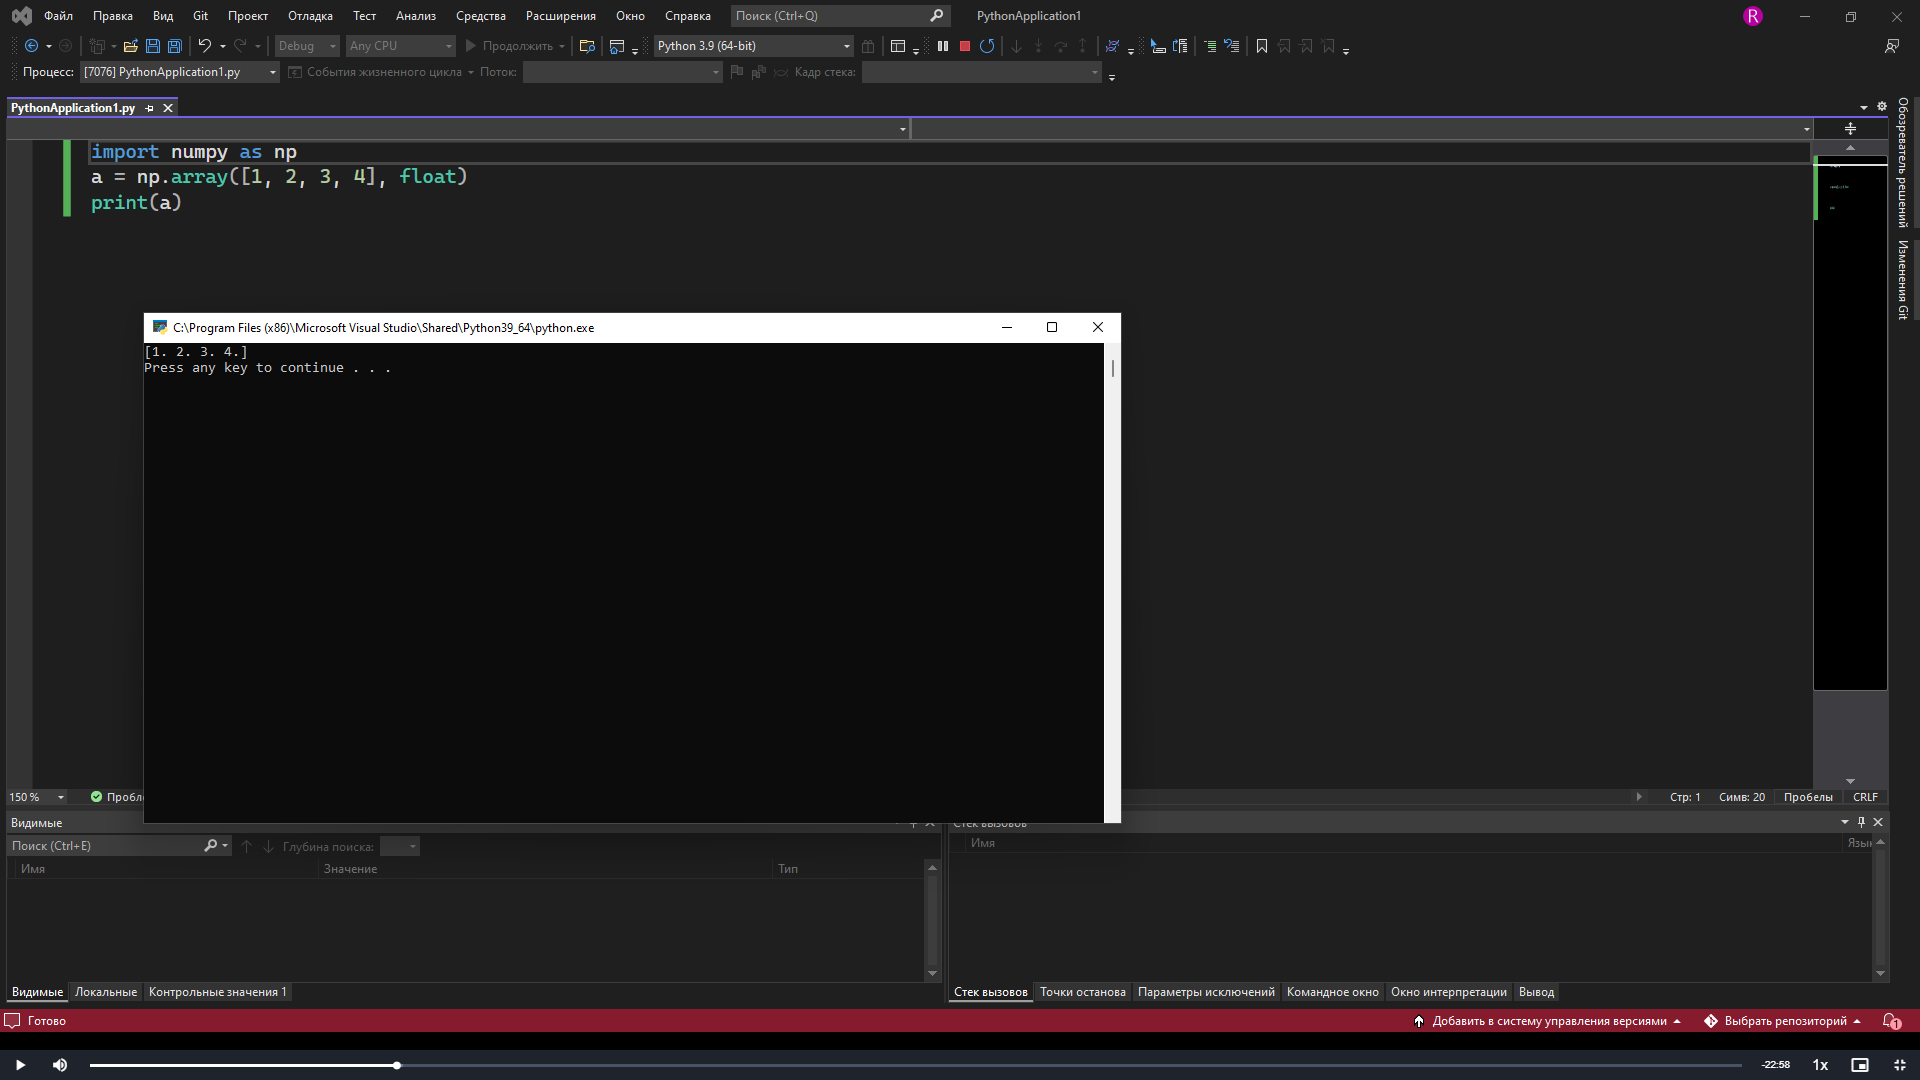 Файл Правка Вид Git Проект Отладка Тест Анализ Средства Расширения Окно Справка Поиск (Ctrl+Q) PythonApplication1 R
Debug Any CPU Продолжить Python 3.9 (64-bit)
Процесс: [7076] PythonApplication1.py События жизненного цикла Поток: Кадр стека:
PythonApplication1.py
import numpy as np
a = np.array([1, 2, 3, 4], float)
print(a)
Обозреватель решений
Изменения Git
C:\Program Files (x86)\Microsoft Visual Studio\Shared\Python39_64\python.exe
[1. 2. 3. 4.]
Press any key to continue . . .
150 % Стр: 1 Симв: 20 Пробелы CRLF
Видимые
Стек вызовов
Поиск (Ctrl+E) Глубина поиска:
Имя Значение Тип
Имя
Видимые Локальные Контрольные значения 1
Стек вызовов Точки останова Параметры исключений Командное окно Окно интерпретации Вывод
Готово Добавить в систему управления версиями Выбрать репозиторий 1
-22:58 1x